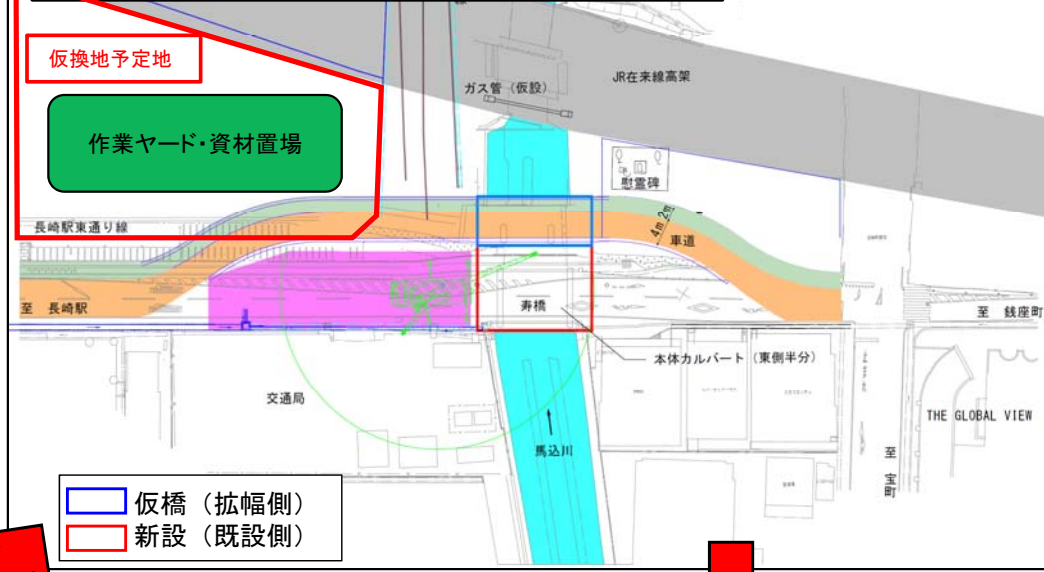 仮換地予定地
JR在来線高架
ガス管（仮設）
作業ヤード・資材置場
慰霊碑
長崎駅東通り線
4m
2m
車道
至 長崎駅
寿橋
至 銭座町
本体カルバート（東側半分）
交通局
THE GLOBAL VIEW
馬込川
至 宝町
仮橋（拡幅側）
新設（既設側）